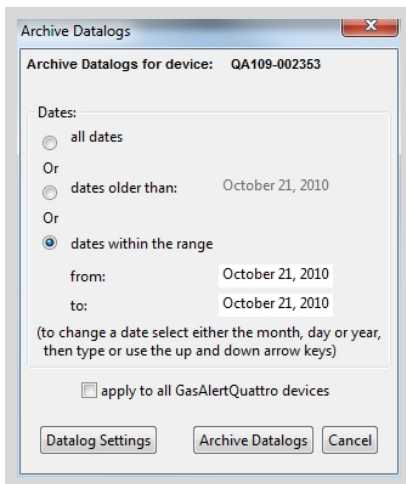 Archive Datalogs
Archive Datalogs for device: QA109-002353
Dates:
all dates
Or
dates older than: October 21, 2010
Or
dates within the range
from: October 21, 2010
to: October 21, 2010
(to change a date select either the month, day or year,
then type or use the up and down arrow keys)
apply to all GasAlertQuattro devices
Datalog Settings Archive Datalogs Cancel